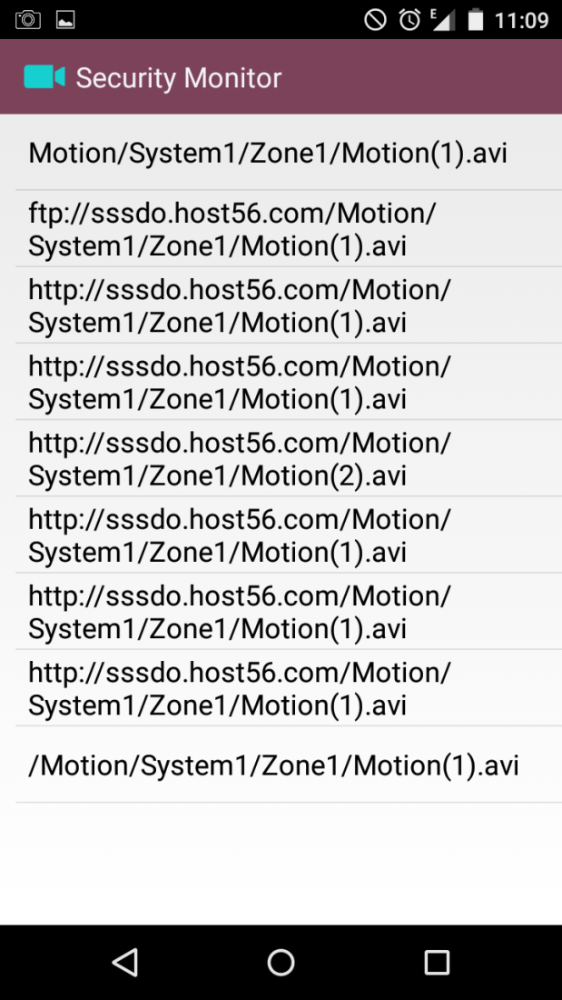 E
11:09
Security Monitor
Motion/System1/Zone1/Motion(1).avi
ftp://sssdo.host56.com/Motion/
System1/Zone1/Motion(1).avi
http://sssdo.host56.com/Motion/
System1/Zone1/Motion(1).avi
http://sssdo.host56.com/Motion/
System1/Zone1/Motion(1).avi
http://sssdo.host56.com/Motion/
System1/Zone1/Motion(2).avi
http://sssdo.host56.com/Motion/
System1/Zone1/Motion(1).avi
http://sssdo.host56.com/Motion/
System1/Zone1/Motion(1).avi
http://sssdo.host56.com/Motion/
System1/Zone1/Motion(1).avi
/Motion/System1/Zone1/Motion(1).avi